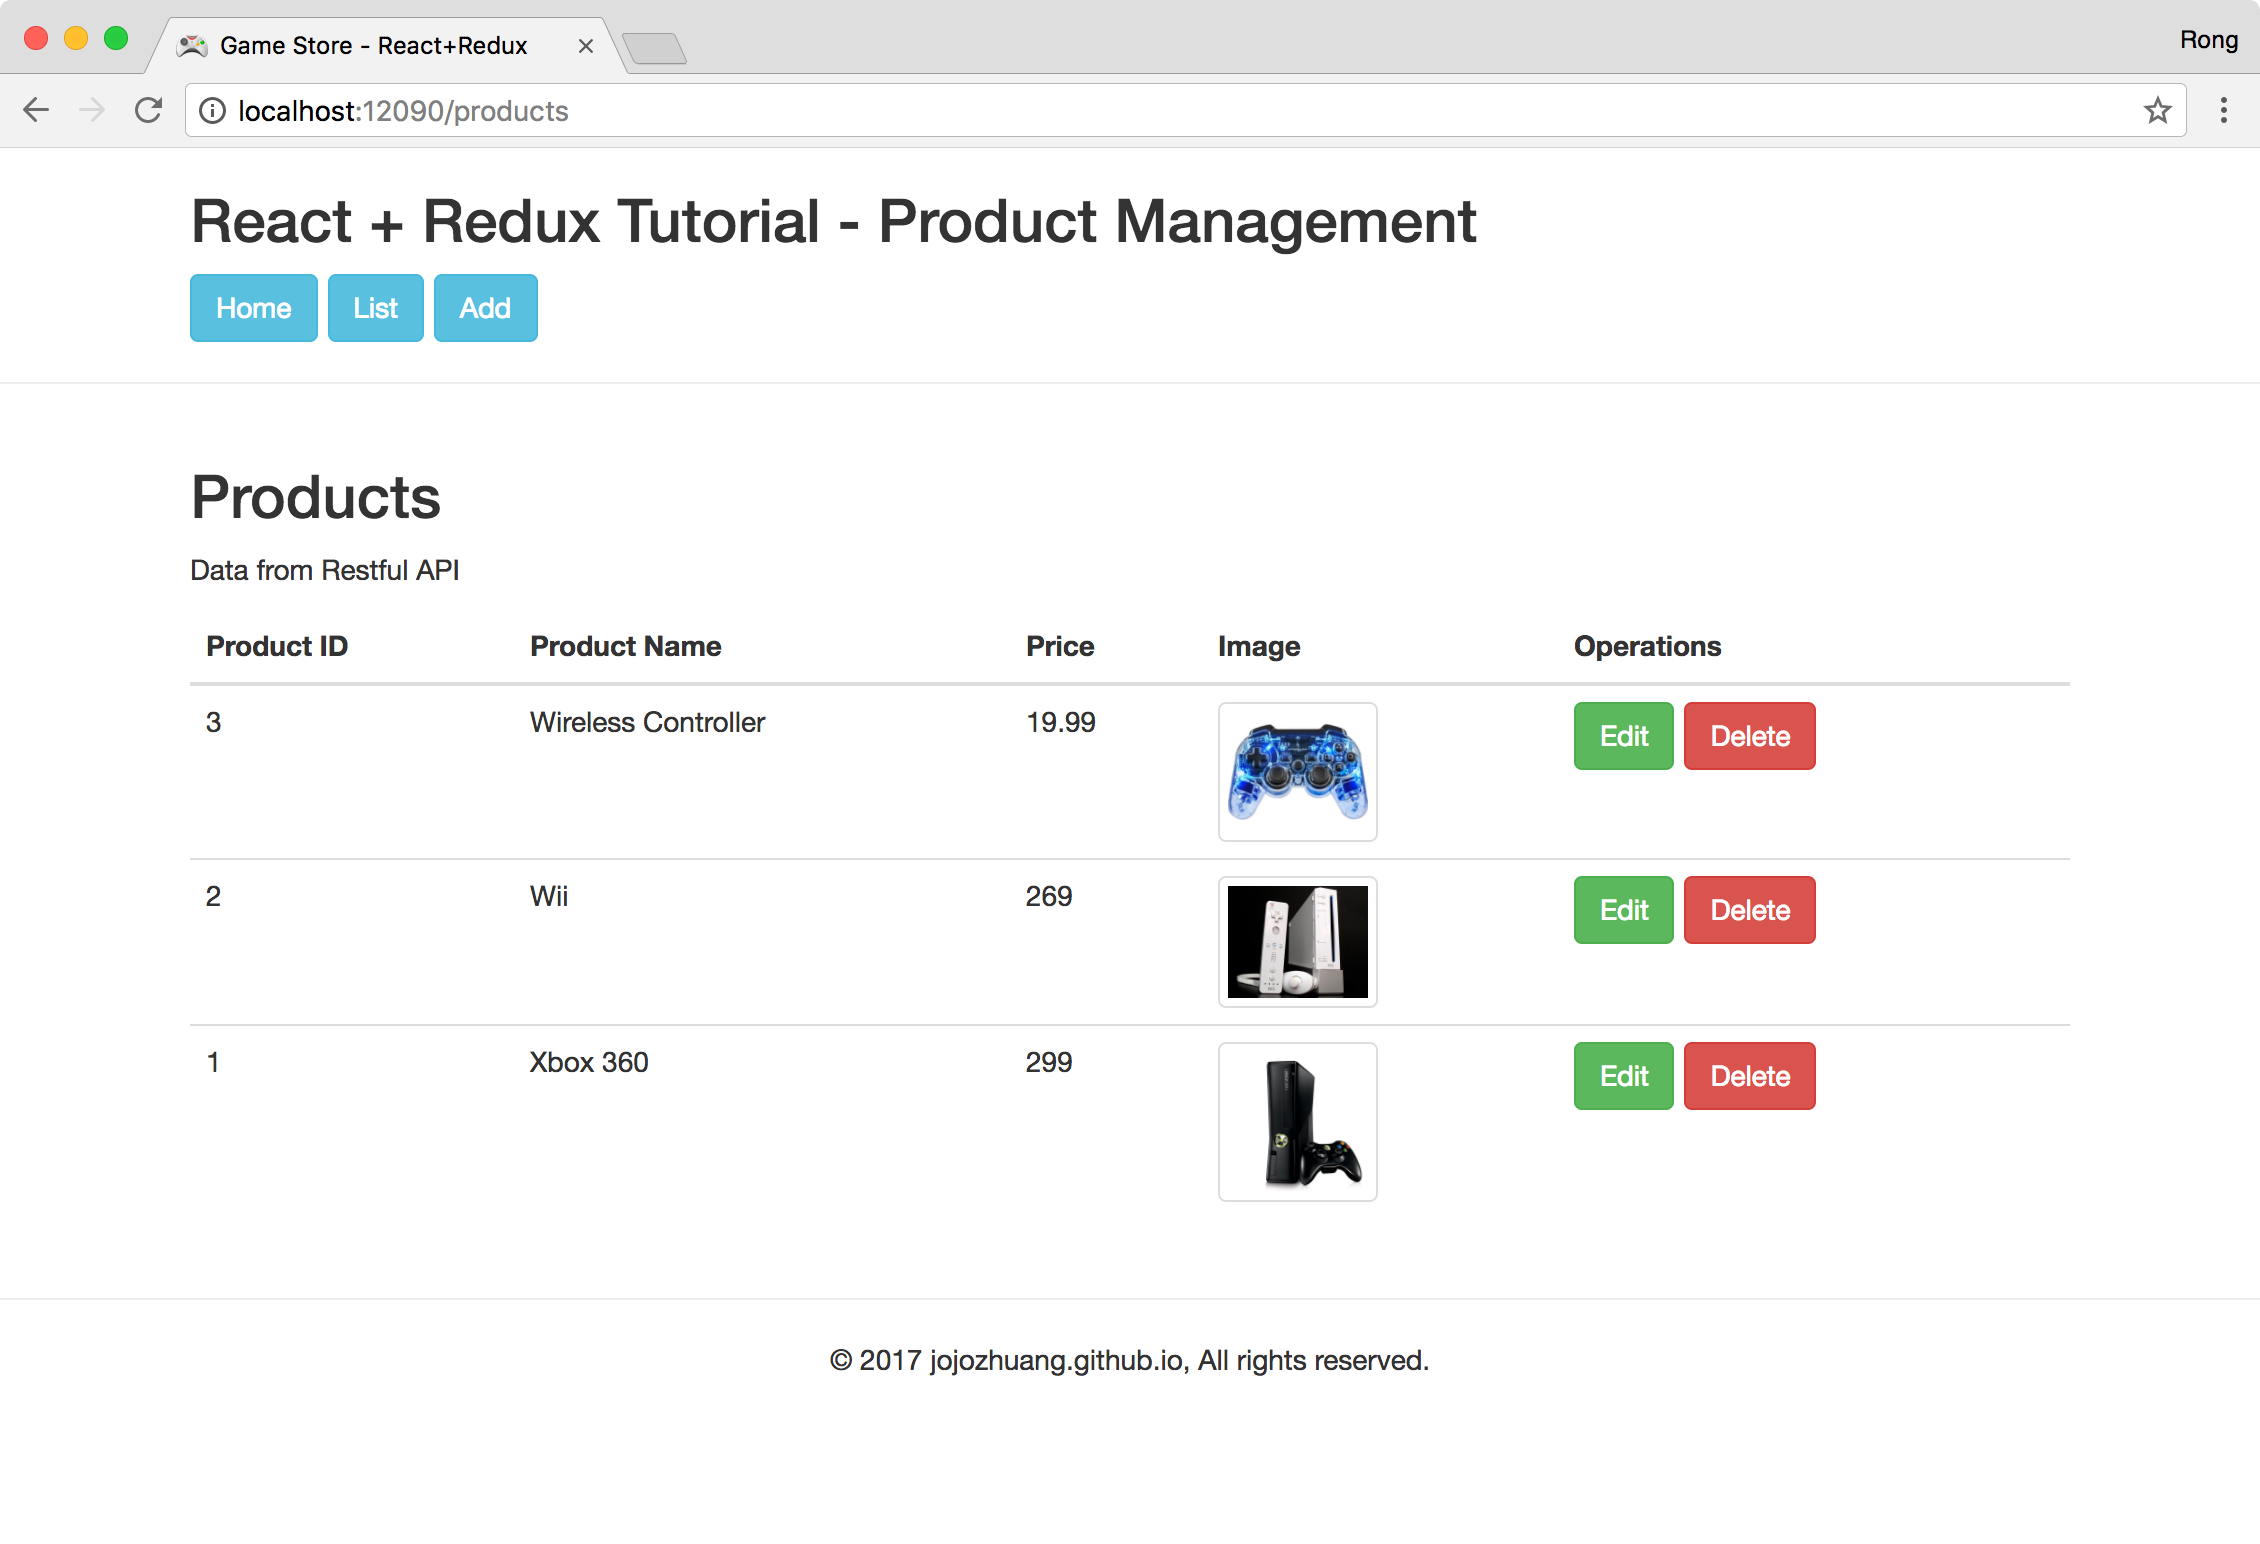 Game Store - React+Redux
Rong
localhost:12090/products
React + Redux Tutorial - Product Management
Home List Add
Products
Data from Restful API
Product ID Product Name Price Image Operations
3 Wireless Controller 19.99 Edit Delete
2 Wii 269 Edit Delete
1 Xbox 360 299 Edit Delete
© 2017 jojozhuang.github.io, All rights reserved.